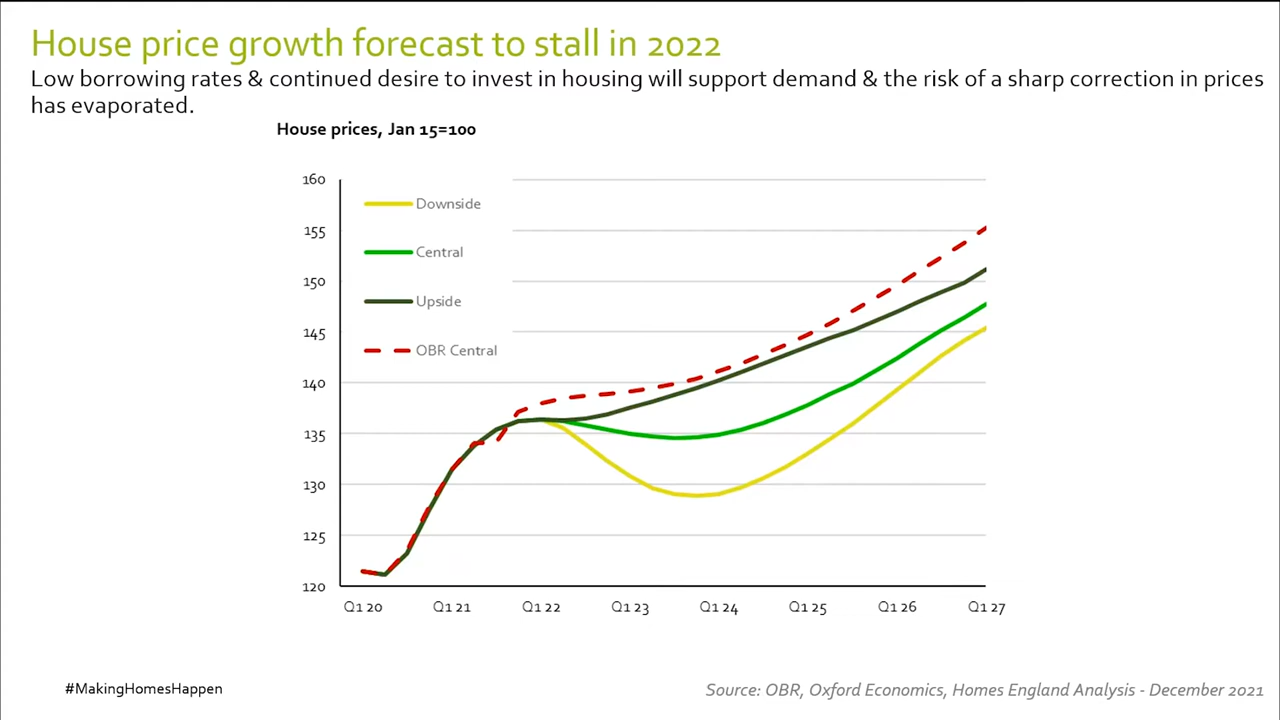 House price growth forecast to stall in 2022
Low borrowing rates & continued desire to invest in housing will support demand & the risk of a sharp correction in prices
has evaporated.
House prices, Jan 15=100
160
155
150
145
140
135
130
125
120
Downside
Central
Upside
OBR Central
Q1 20 Q1 21 Q1 22 Q1 23 Q1 24 Q1 25 Q1 26 Q1 27
#MakingHomesHappen
Source: OBR, Oxford Economics, Homes England Analysis - December 2021